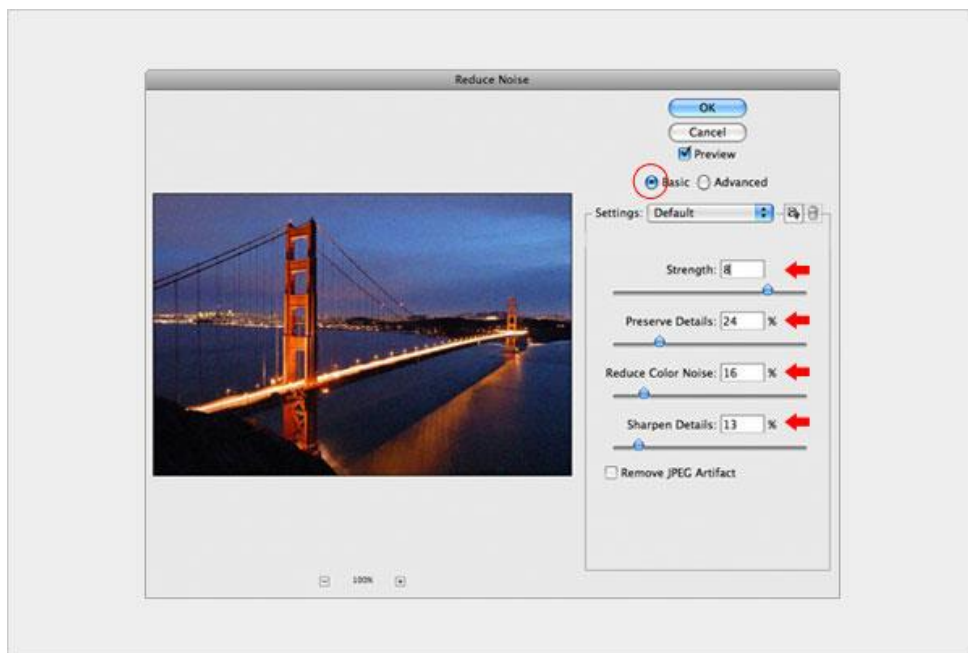 Reduce Noise
OK
Cancel
Preview
Basic Advanced
Settings: Default
Strength: 8
Preserve Details: 24 %
Reduce Color Noise: 16 %
Sharpen Details: 13 %
Remove JPEG Artifact
100%